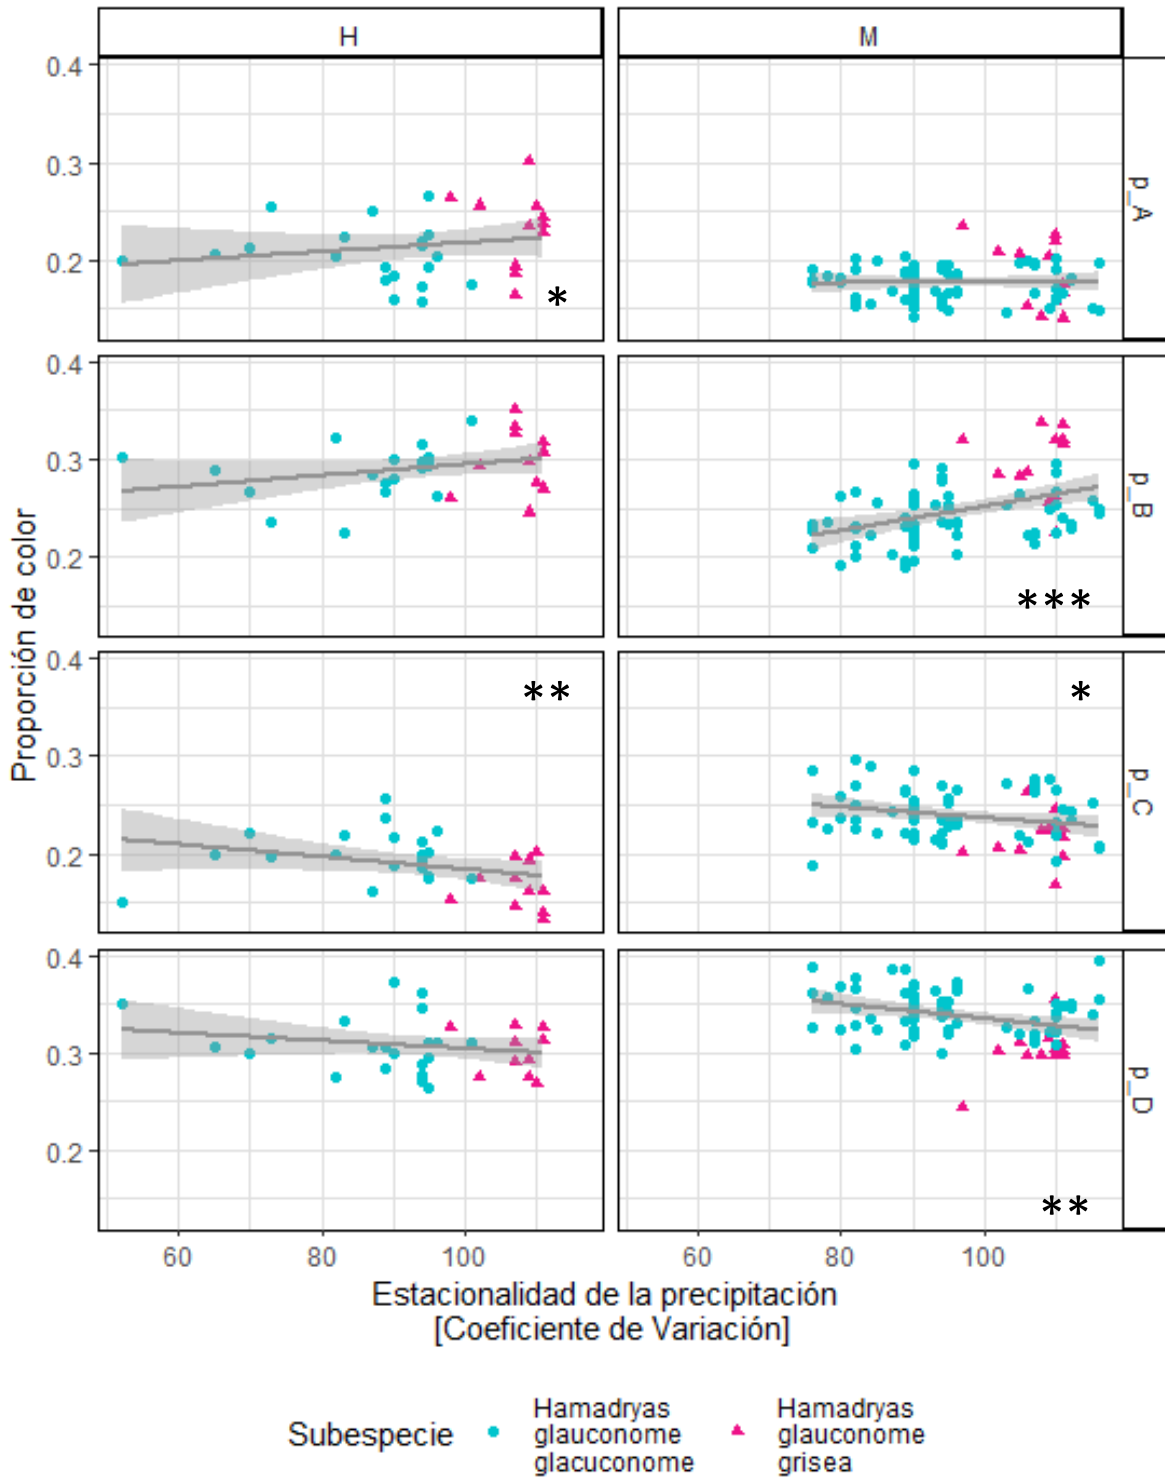 H
M
0.4
0.3
0.2
*
p_A
0.4
0.3
0.2
***
p_B
0.4
0.3
0.2
**
*
p_C
0.4
0.3
0.2
**
p_D
Proporción de color
60 80 100
60 80 100
Estacionalidad de la precipitación
[Coeficiente de Variación]
Subespecie
Hamadryas
glauconome
glacuconome
Hamadryas
glauconome
grisea